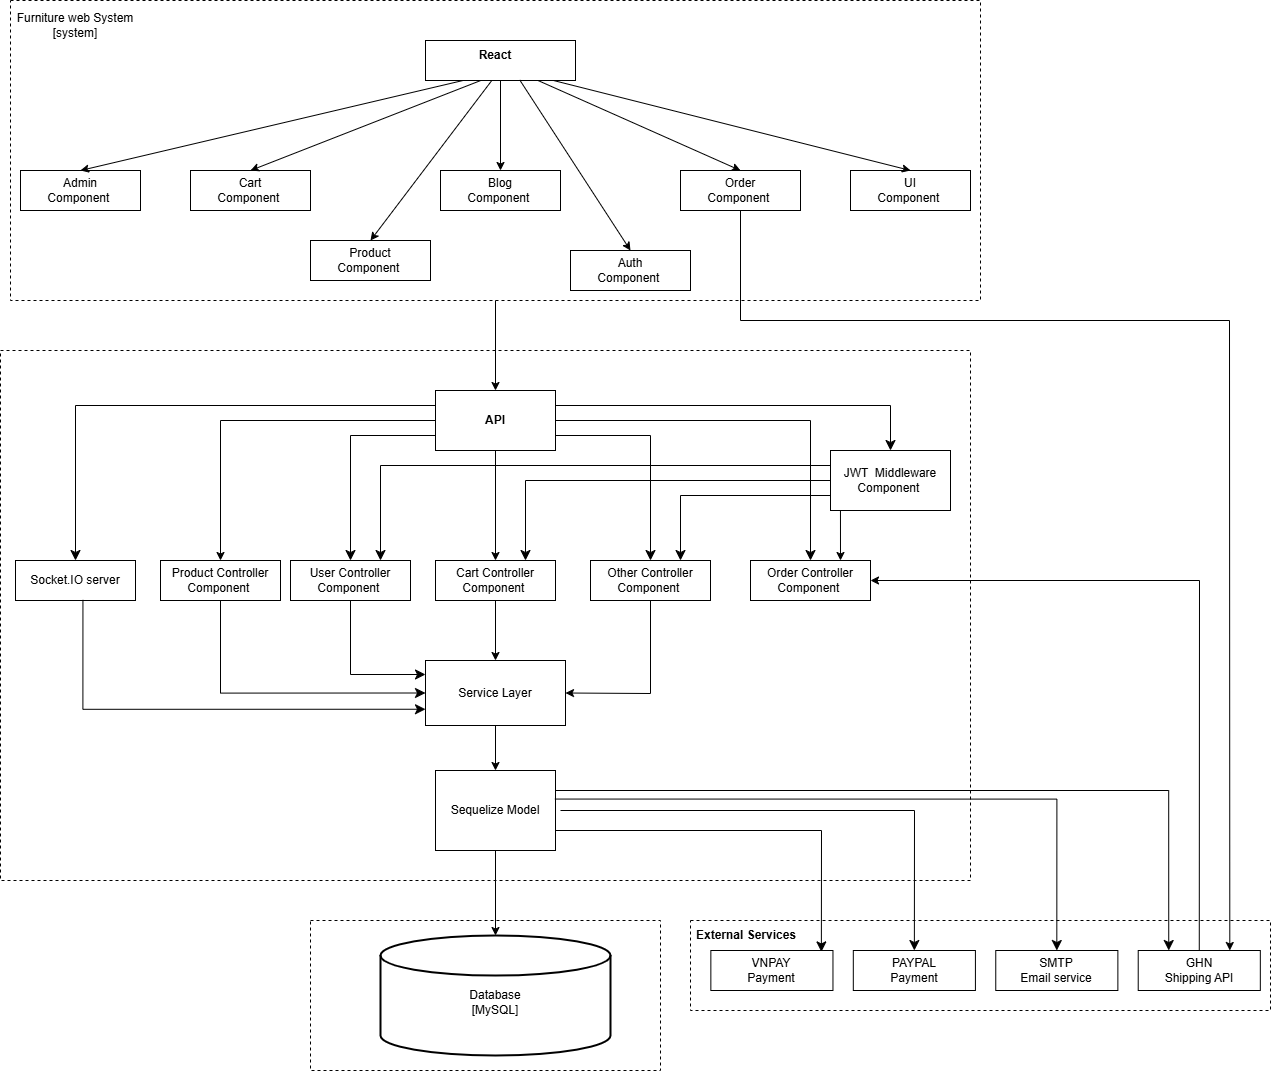 Furniture web System
[system]
React
Admin
Component
Cart
Component
Blog
Component
Order
Component
UI
Component
Product
Component
Auth
Component
API
JWT  Middleware
Component
Socket.IO server
Product Controller
Component
User Controller
Component
Cart Controller
Component
Other Controller
Component
Order Controller
Component
Service Layer
Sequelize Model
Database
[MySQL]
External Services
VNPAY
Payment
PAYPAL
Payment
SMTP
Email service
GHN
Shipping API